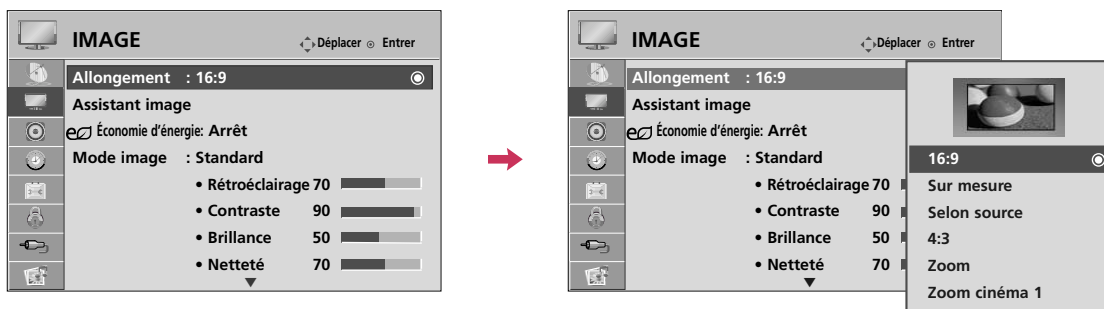 IMAGE
Déplacer Entrer
Allongement : 16:9
Assistant image
e Économie d'énergie: Arrêt
Mode image : Standard
• Rétroéclairage 70
• Contraste 90
• Brillance 50
• Netteté 70
IMAGE
Déplacer Entrer
Allongement : 16:9
Assistant image
e Économie d'énergie: Arrêt
Mode image : Standard
• Rétroéclairage 70
• Contraste 90
• Brillance 50
• Netteté 70
16:9
Sur mesure
Selon source
4:3
Zoom
Zoom cinéma 1